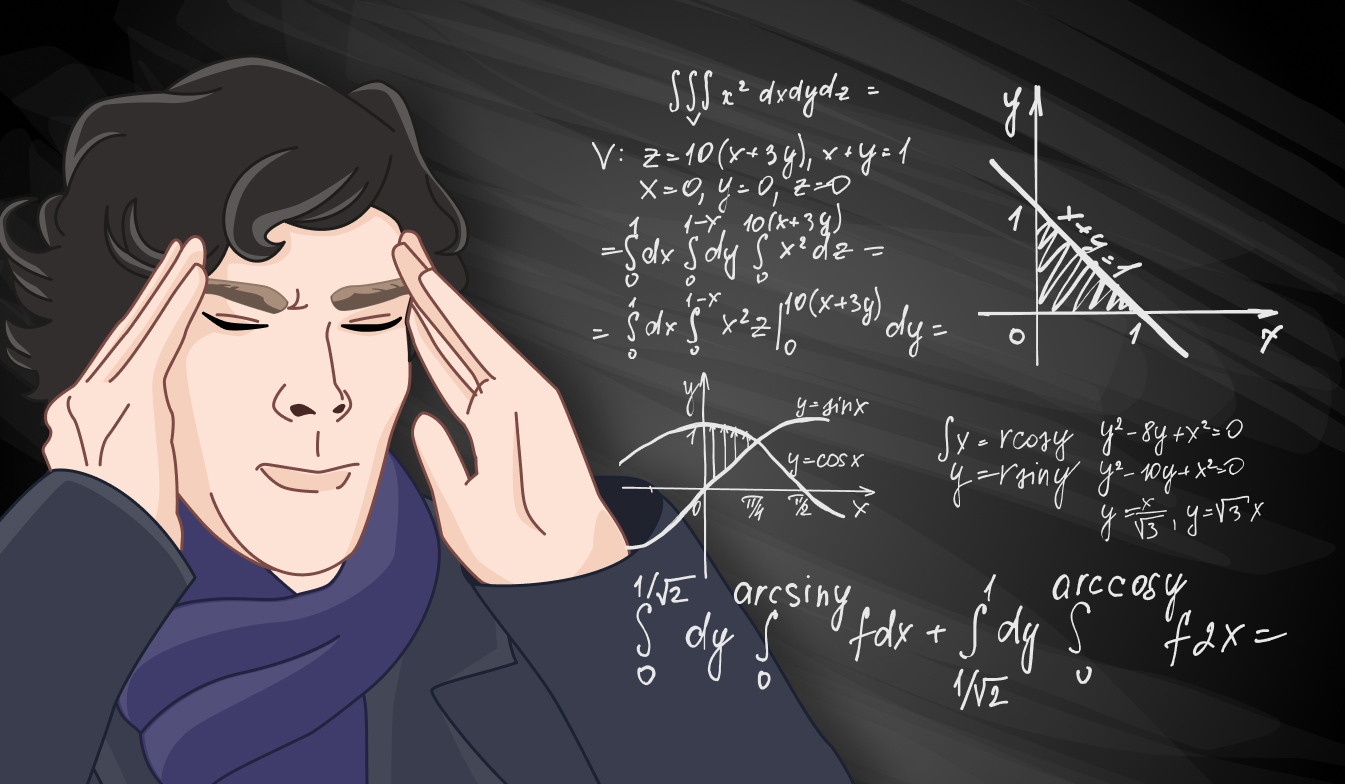 ∫∫∫ x² dxdydz =
V
V: z=10(x+3y), x+y=1
x=0, y=0, z=0
1 1-x 10(x+3y)
=∫dx ∫dy ∫ x²dz =
0 0 0
1 1-x 10(x+3y)
= ∫dx ∫ x²z| dy =
0 0 0
y
1
x+y=1
0 1 x
y
1
y=sinx
y=cosx
0 π/4 π/2 x
{x = rcosy
y=rsiny
y²-8y+x²=0
y²-10y+x²=0
y=x/√3, y=√3x
1/√2 arcsiny 1 arccosy
∫ dy ∫ fdx + ∫dy ∫ f2x=
0 0 1/√2 0